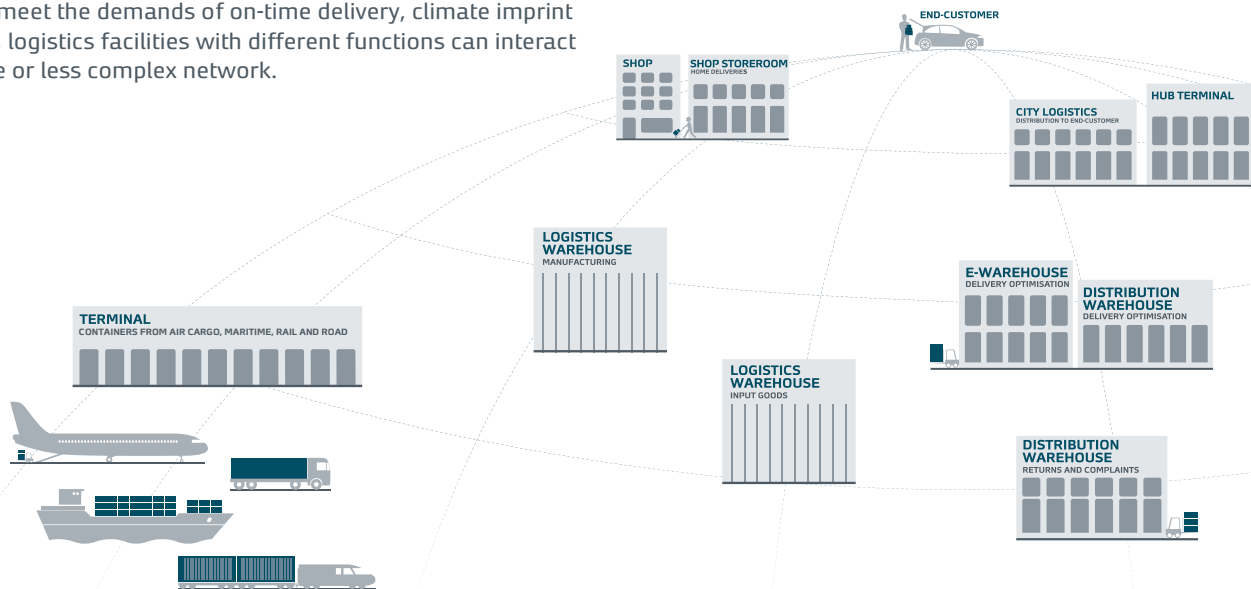 meet the demands of on-time delivery, climate imprint
, logistics facilities with different functions can interact
e or less complex network.
END-CUSTOMER
SHOP
SHOP STOREROOM
HOME DELIVERIES
CITY LOGISTICS
DISTRIBUTION TO END-CUSTOMER
HUB TERMINAL
LOGISTICS
WAREHOUSE
MANUFACTURING
E-WAREHOUSE
DELIVERY OPTIMISATION
DISTRIBUTION
WAREHOUSE
DELIVERY OPTIMISATION
TERMINAL
CONTAINERS FROM AIR CARGO, MARITIME, RAIL AND ROAD
LOGISTICS
WAREHOUSE
INPUT GOODS
DISTRIBUTION
WAREHOUSE
RETURNS AND COMPLAINTS